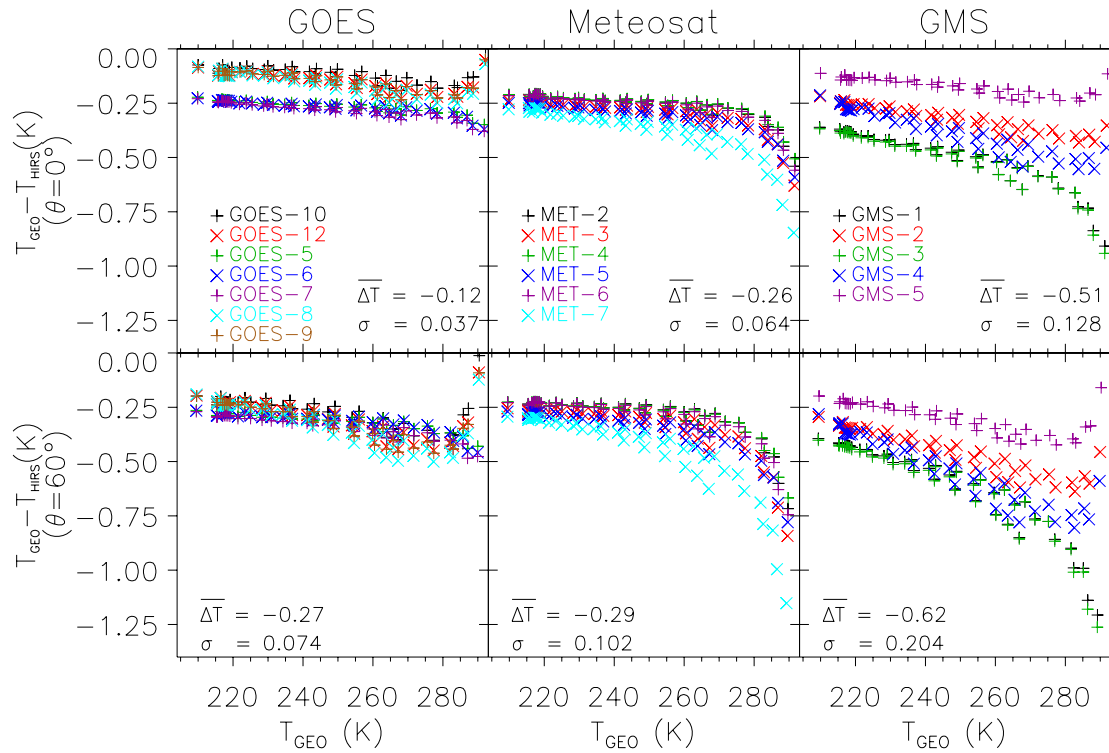 GOES Meteosat GMS
0.00
−0.25
−0.50
−0.75
−1.00
−1.25
T_GEO−T_HIRS(K)
(θ=0°)
GOES−10
GOES−12
GOES−5
GOES−6
GOES−7
GOES−8
GOES−9
ΔT = −0.12
σ = 0.037
MET−2
MET−3
MET−4
MET−5
MET−6
MET−7
ΔT = −0.26
σ = 0.064
GMS−1
GMS−2
GMS−3
GMS−4
GMS−5
ΔT = −0.51
σ = 0.128
0.00
−0.25
−0.50
−0.75
−1.00
−1.25
T_GEO−T_HIRS(K)
(θ=60°)
ΔT = −0.27
σ = 0.074
ΔT = −0.29
σ = 0.102
ΔT = −0.62
σ = 0.204
220 240 260 280 220 240 260 280 220 240 260 280
T_GEO (K) T_GEO (K) T_GEO (K)